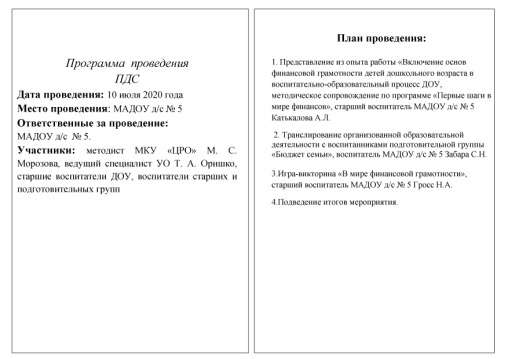 Программа проведения
ПДС
Дата проведения: 10 июля 2020 года
Место проведения: МАДОУ д/с № 5
Ответственные за проведение:
МАДОУ д/с № 5.
Участники: методист МКУ «ЦРО» М. С.
Морозова, ведущий специалист УО Т. А. Оришко,
старшие воспитатели ДОУ, воспитатели старших и
подготовительных групп
План проведения:
1. Представление из опыта работы «Включение основ
финансовой грамотности детей дошкольного возраста в
воспитательно-образовательный процесс ДОУ,
методическое сопровождение по программе «Первые шаги в
мире финансов», старший воспитатель МАДОУ д/с № 5
Катькалова А.Л.
2. Транслирование организованной образовательной
деятельности с воспитанниками подготовительной группы
«Бюджет семьи», воспитатель МАДОУ д/с № 5 Забара С.Н.
3.Игра-викторина «В мире финансовой грамотности»,
старший воспитатель МАДОУ д/с № 5 Гросс Н.А.
4.Подведение итогов мероприятия.